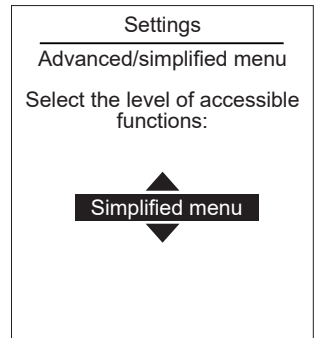 Settings
Advanced/simplified menu
Select the level of accessible
functions:
Simplified menu